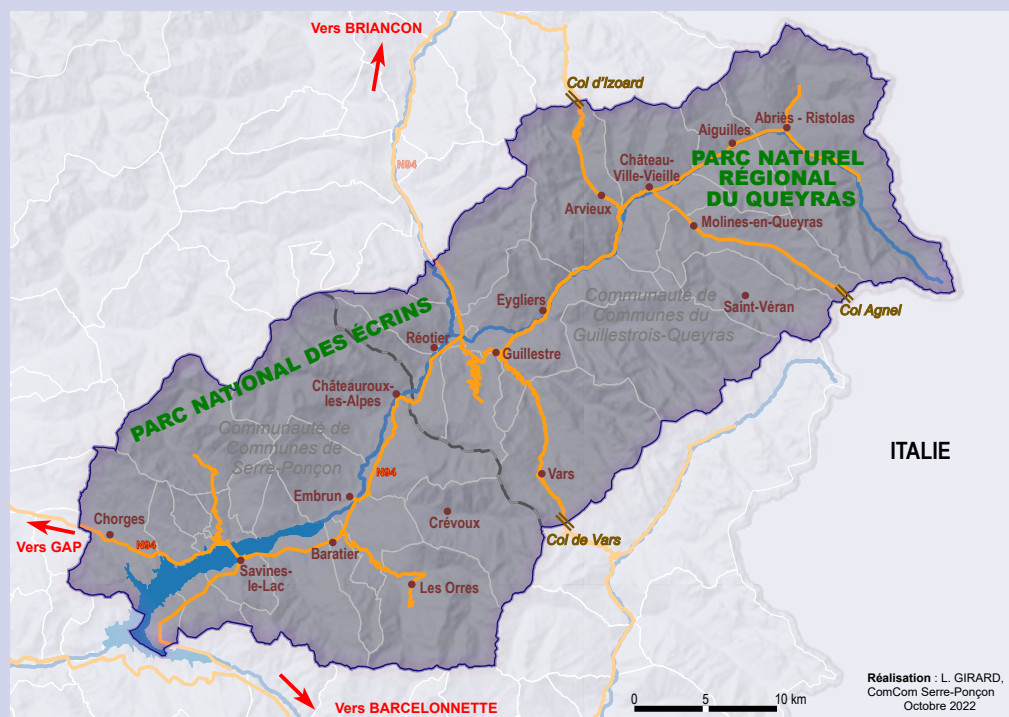 Vers BRIANCON
Col d'Izoard
Abriès - Ristolas
Aiguilles
N94
Château-
Ville-Vieille
PARC NATUREL
RÉGIONAL
DU QUEYRAS
Arvieux
Molines-en-Queyras
Eygliers
Communauté de
Communes du
Guillestrois-Queyras
Saint-Véran
Col Agnel
PARC NATIONAL DES ÉCRINS
Réotier
Guillestre
Châteauroux-
les-Alpes
Communauté de
Communes de
Serre-Ponçon
ITALIE
N94
Vars
Embrun
Crévoux
Chorges
Col de Vars
Vers GAP
N94
Baratier
Savines-
le-Lac
Les Orres
Réalisation : L. GIRARD,
ComCom Serre-Ponçon
Octobre 2022
0 5 10 km
Vers BARCELONNETTE